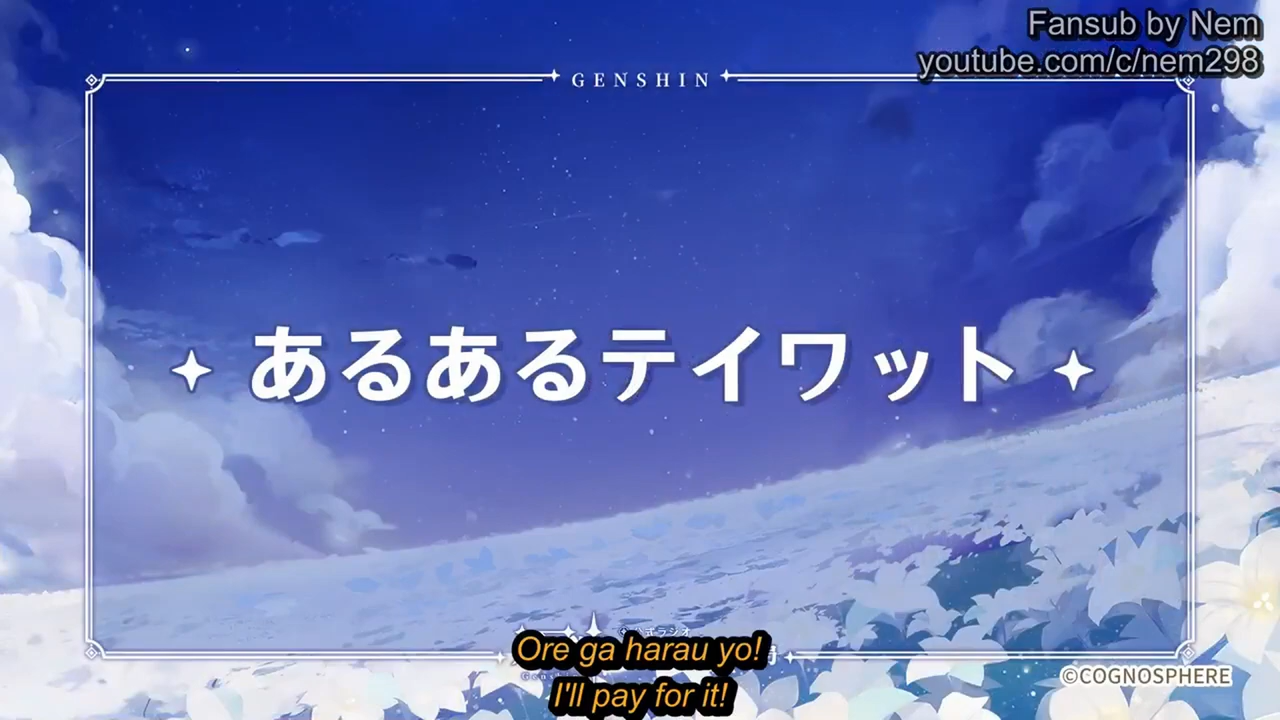 Fansub by Nem
youtube.com/c/nem298
GENSHIN
あるあるテイワット
Ore ga harau yo!
I'll pay for it!
©COGNOSPHERE